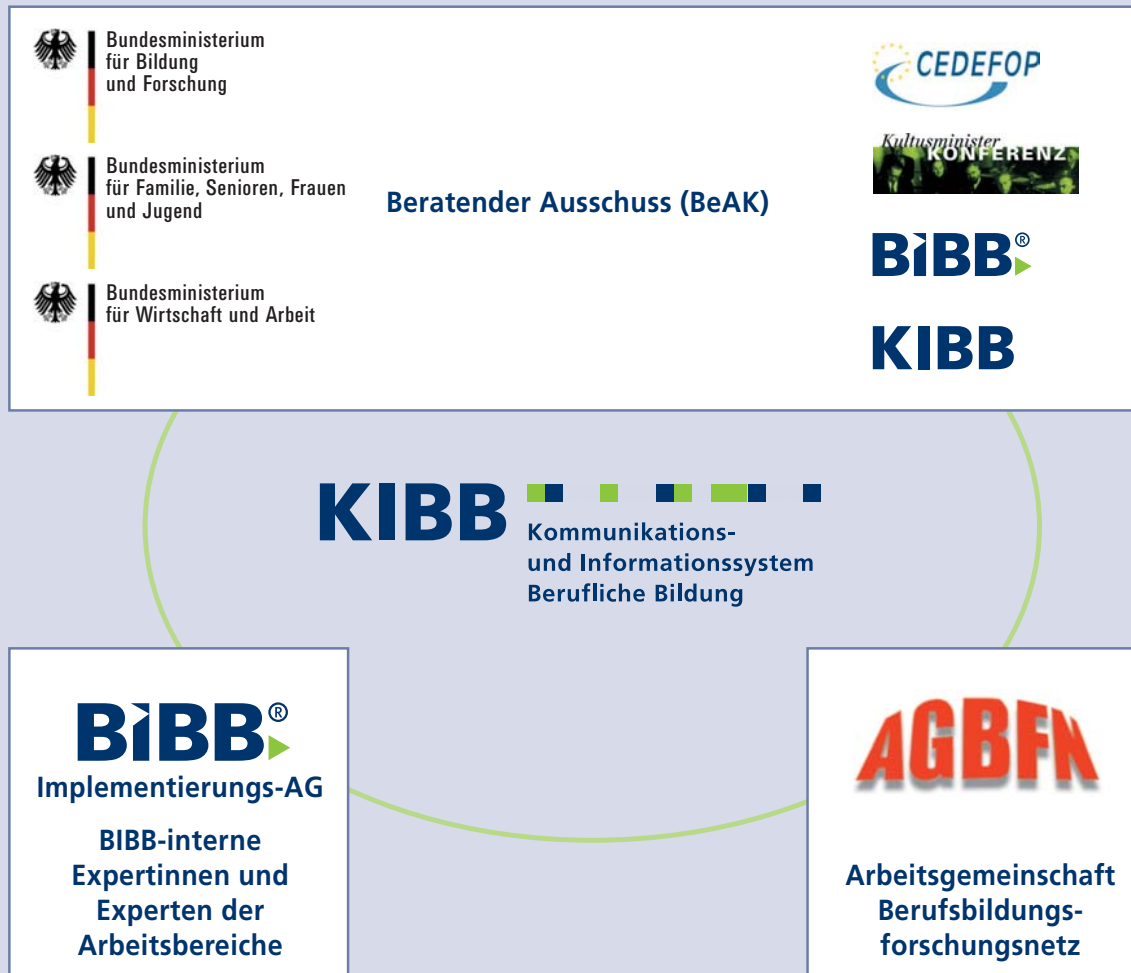 Bundesministerium
für Bildung
und Forschung
Bundesministerium
für Familie, Senioren, Frauen
und Jugend
Bundesministerium
für Wirtschaft und Arbeit
Beratender Ausschuss (BeAK)
CEDEFOP
Kultusminister
KONFERENZ
BiBB®
KIBB
KIBB
Kommunikations-
und Informationssystem
Berufliche Bildung
BiBB®
Implementierungs-AG
BIBB-interne
Expertinnen und
Experten der
Arbeitsbereiche
AGBFN
Arbeitsgemeinschaft
Berufsbildungs-
forschungsnetz